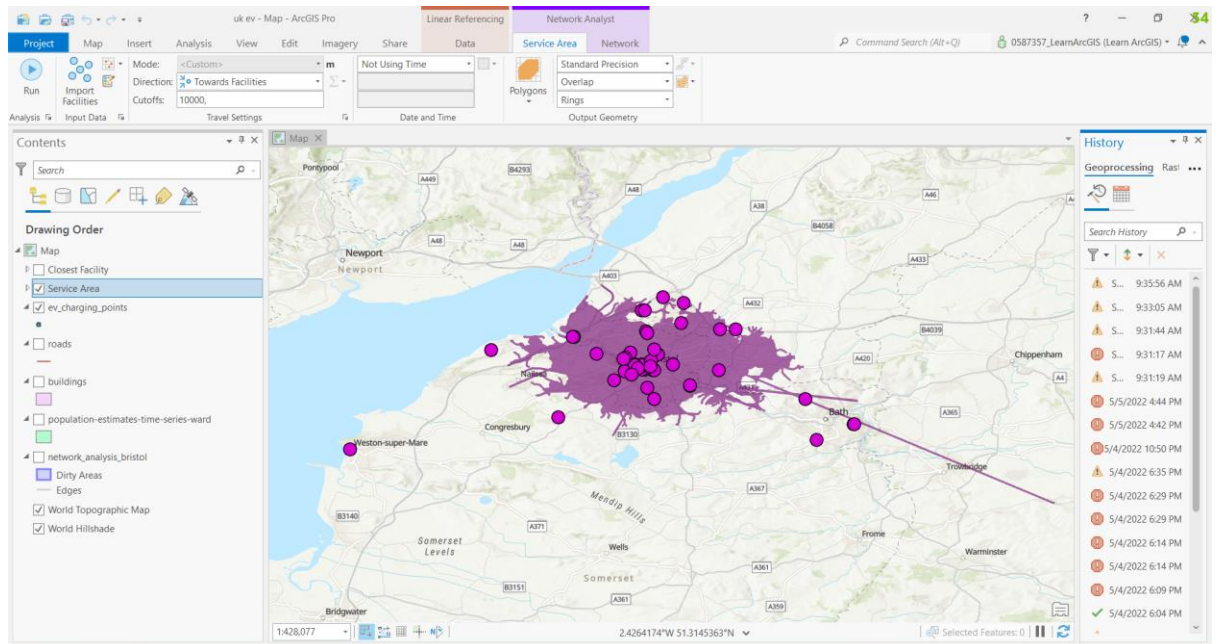 uk ev - Map - ArcGIS Pro
Linear Referencing
Network Analyst
?
54
Project
Map
Insert
Analysis
View
Edit
Imagery
Share
Data
Service Area
Network
Command Search (Alt+Q)
0587357_LearnArcGIS (Learn ArcGIS)
Run
Import Facilities
Mode:
<Custom>
m
Direction:
Towards Facilities
Cutoffs:
10000,
Not Using Time
Polygons
Standard Precision
Overlap
Rings
Analysis
Input Data
Travel Settings
Date and Time
Output Geometry
Contents
Search
Drawing Order
Map
Closest Facility
Service Area
ev_charging_points
roads
buildings
population-estimates-time-series-ward
network_analysis_bristol
Dirty Areas
Edges
World Topographic Map
World Hillshade
Map
Pontypool
A449
B4293
A48
A38
A46
B4058
Newport
Newport
A48
A48
A433
A403
A432
B4039
A420
Chippenham
A4
Congresbury
Bath
A365
B3130
Weston-super-Mare
Trowbridge
A367
Mendip Hills
B3140
A371
Frome
Somerset Levels
Wells
Warminster
A361
Somerset
B3151
A361
A359
Bridgwater
1:428,077
2.4264174°W 51.3145363°N
Selected Features: 0
History
Geoprocessing
Ras
Search History
S... 9:35:56 AM
S... 9:33:05 AM
S... 9:31:44 AM
S... 9:31:17 AM
S... 9:31:19 AM
5/5/2022 4:44 PM
5/5/2022 4:42 PM
5/4/2022 10:50 PM
5/4/2022 6:35 PM
5/4/2022 6:29 PM
5/4/2022 6:29 PM
5/4/2022 6:14 PM
5/4/2022 6:14 PM
5/4/2022 6:09 PM
5/4/2022 6:04 PM